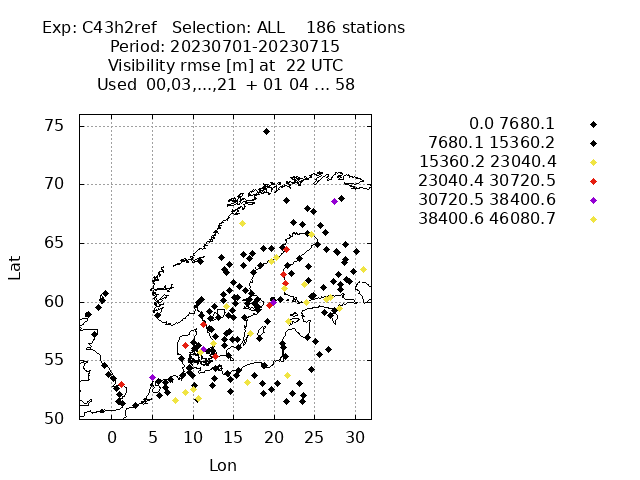 Exp: C43h2ref   Selection: ALL    186 stations
Period: 20230701-20230715
Visibility rmse [m] at  22 UTC
Used  00,03,...,21  + 01 04 ... 58
0.0 7680.1
7680.1 15360.2
15360.2 23040.4
23040.4 30720.5
30720.5 38400.6
38400.6 46080.7
75
70
65
60
55
50
Lat
0 5 10 15 20 25 30
Lon